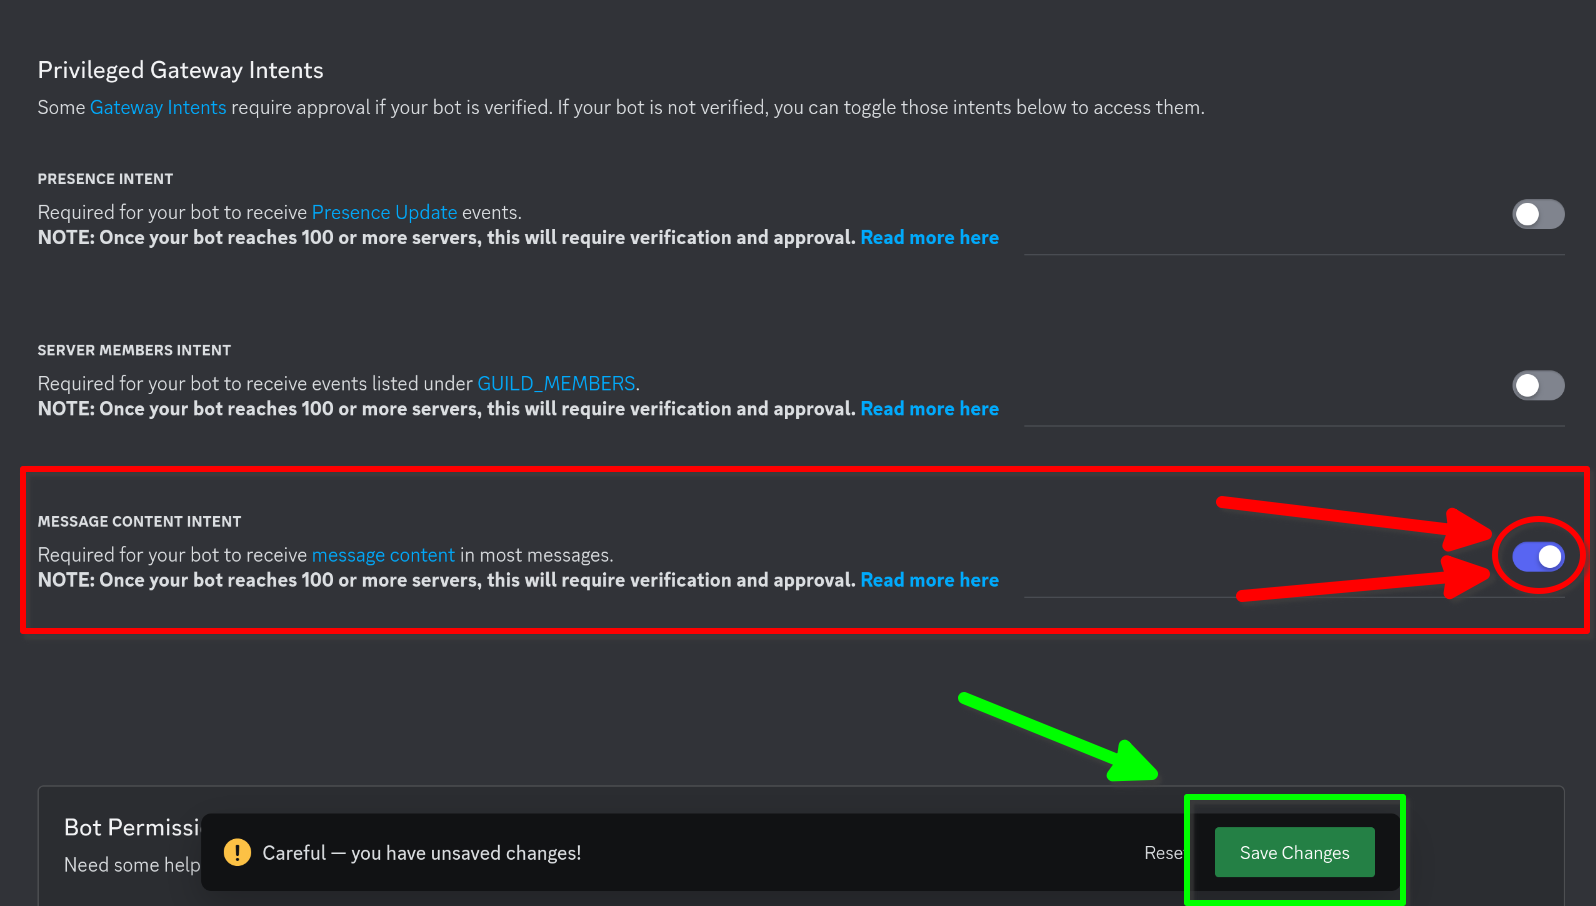 Privileged Gateway Intents
Some Gateway Intents require approval if your bot is verified. If your bot is not verified, you can toggle those intents below to access them.
PRESENCE INTENT
Required for your bot to receive Presence Update events.
NOTE: Once your bot reaches 100 or more servers, this will require verification and approval. Read more here
SERVER MEMBERS INTENT
Required for your bot to receive events listed under GUILD_MEMBERS.
NOTE: Once your bot reaches 100 or more servers, this will require verification and approval. Read more here
MESSAGE CONTENT INTENT
Required for your bot to receive message content in most messages.
NOTE: Once your bot reaches 100 or more servers, this will require verification and approval. Read more here
Bot Permissi
Need some help
Careful — you have unsaved changes!
Rese
Save Changes